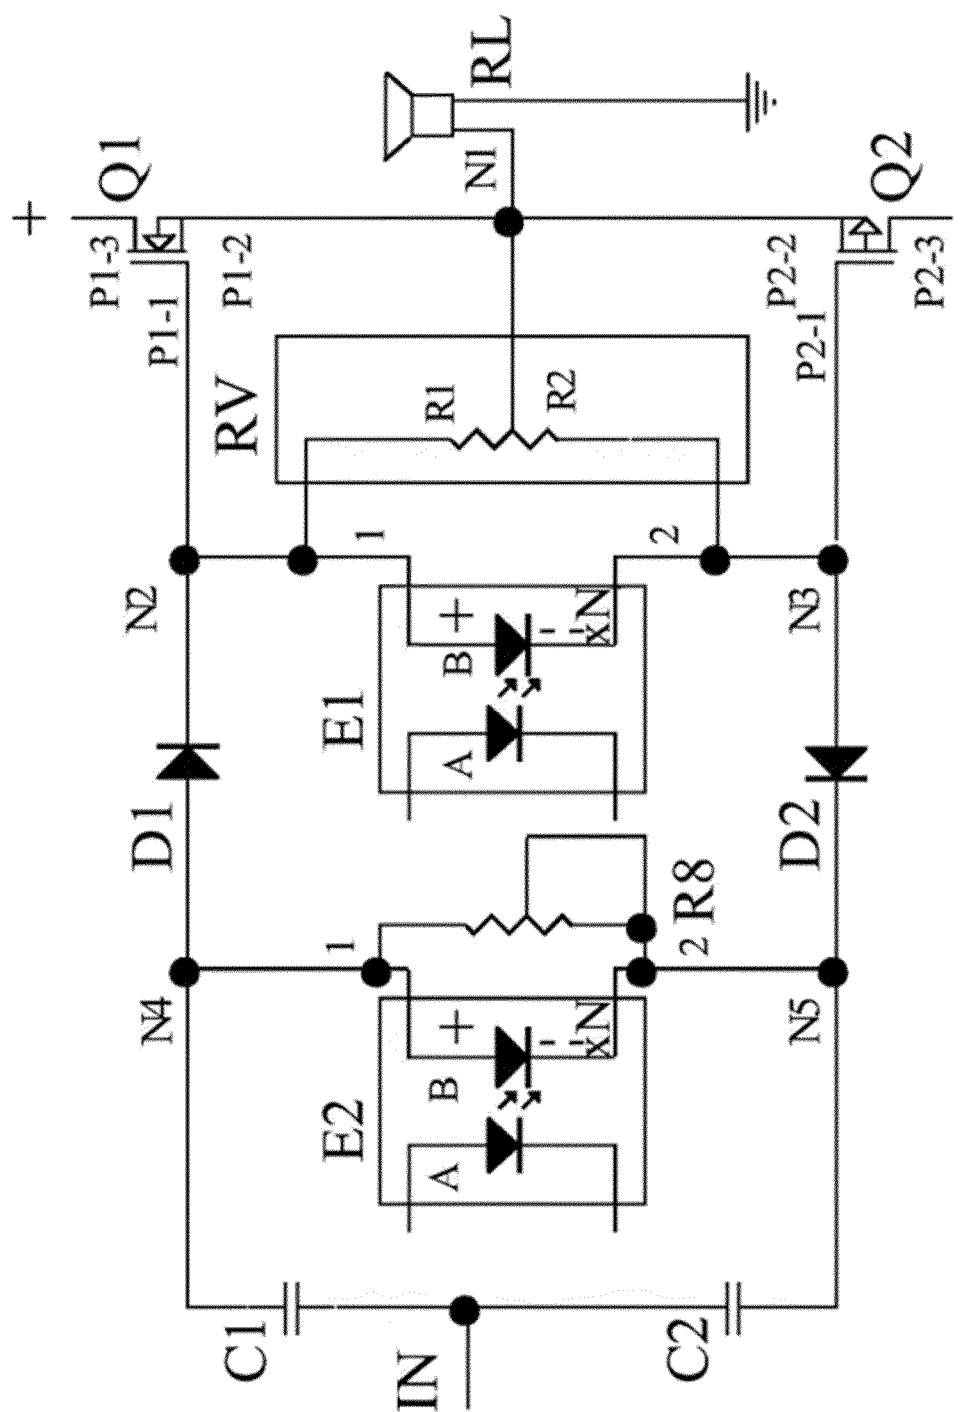 +
Q1
P1-3
P1-1
P1-2
RL
N1
Q2
P2-2
P2-1
P2-3
RV
R1
R2
N2
1
2
N3
E1
B
+
-
xN
A
D1
D2
N4
1
R8
2
N5
E2
B
+
-
xN
A
C1
IN
C2